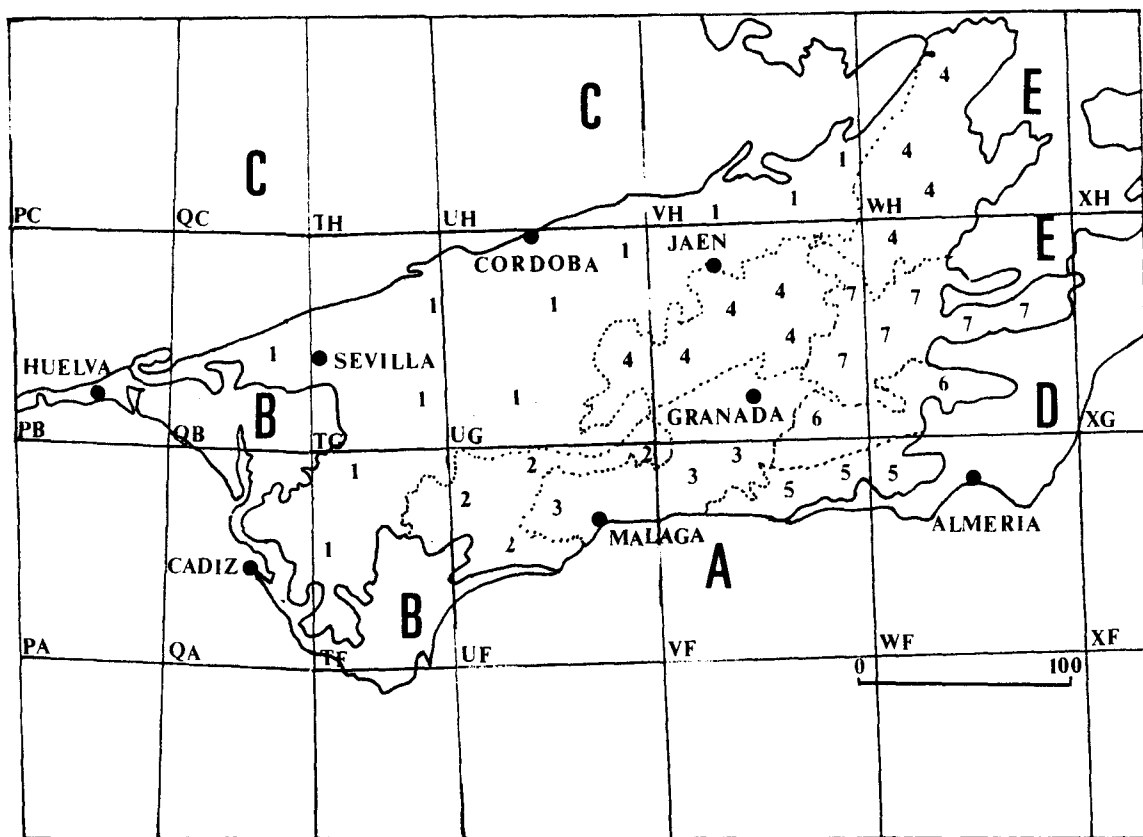 C
E
4
C
1
4
1
1
4
PC
QC
TH
UH
VH
WH
XH
1
JAEN
4
E
CORDOBA
1
1
4
4
7
7
7
7
HUELVA
1
SEVILLA
4
4
4
7
7
6
1
1
GRANADA
6
B
D
PB
QB
TG
UG
XG
1
2
2
3
3
5
5
5
2
3
MALAGA
ALMERIA
1
2
CADIZ
A
B
PA
QA
TF
UF
VF
WF
XF
0
100